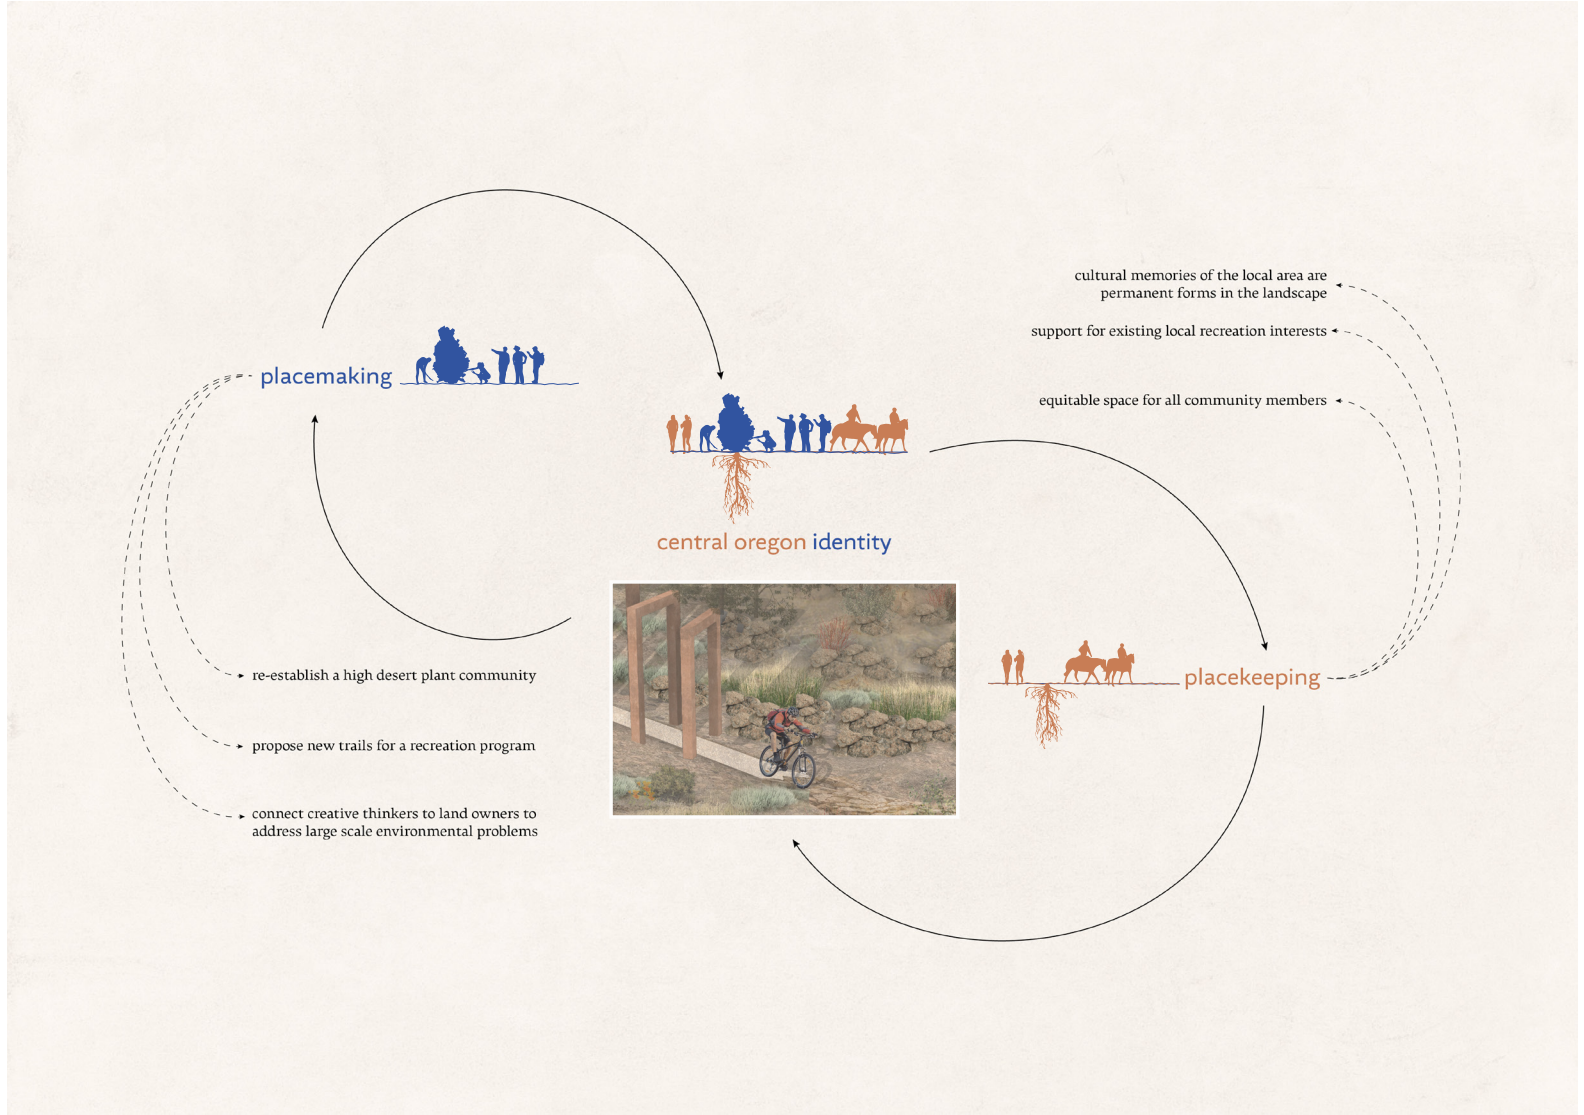 cultural memories of the local area are
permanent forms in the landscape
support for existing local recreation interests
placemaking
equitable space for all community members
central oregon identity
re-establish a high desert plant community
placekeeping
propose new trails for a recreation program
connect creative thinkers to land owners to
address large scale environmental problems